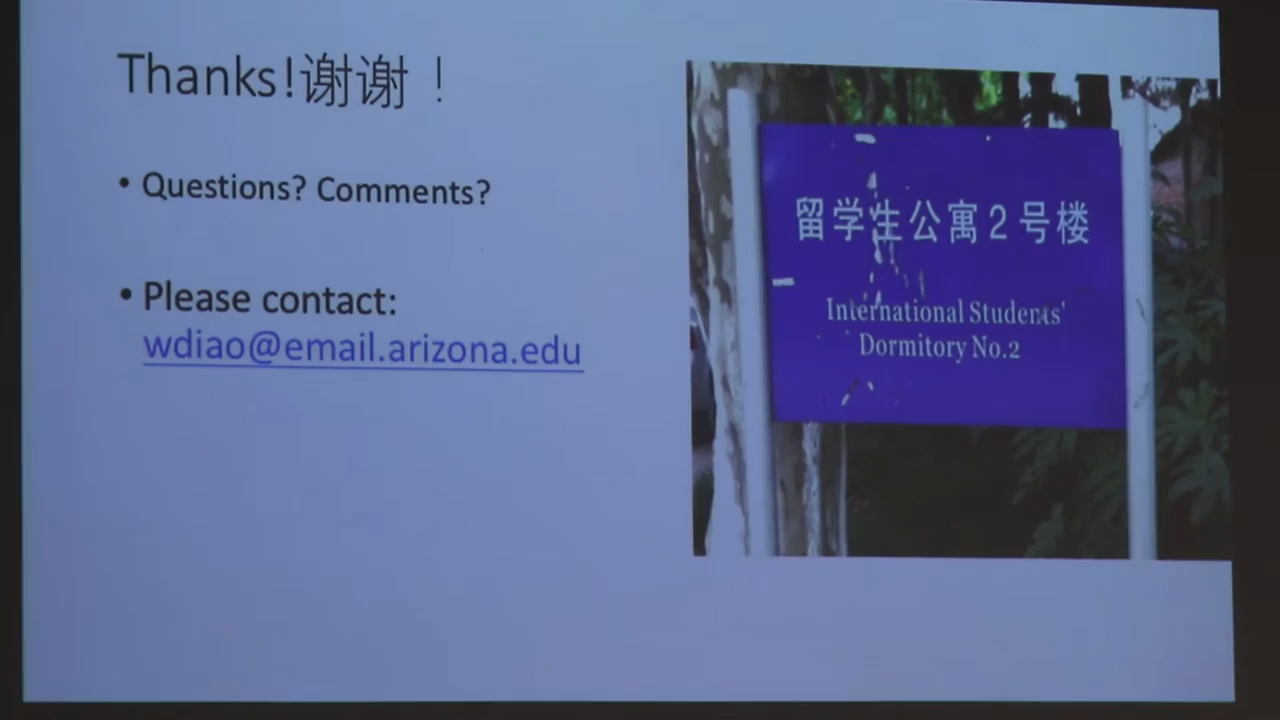 Thanks!谢谢！
• Questions? Comments?
• Please contact:
wdiao@email.arizona.edu
留学生公寓2号楼
International Students'
Dormitory No.2